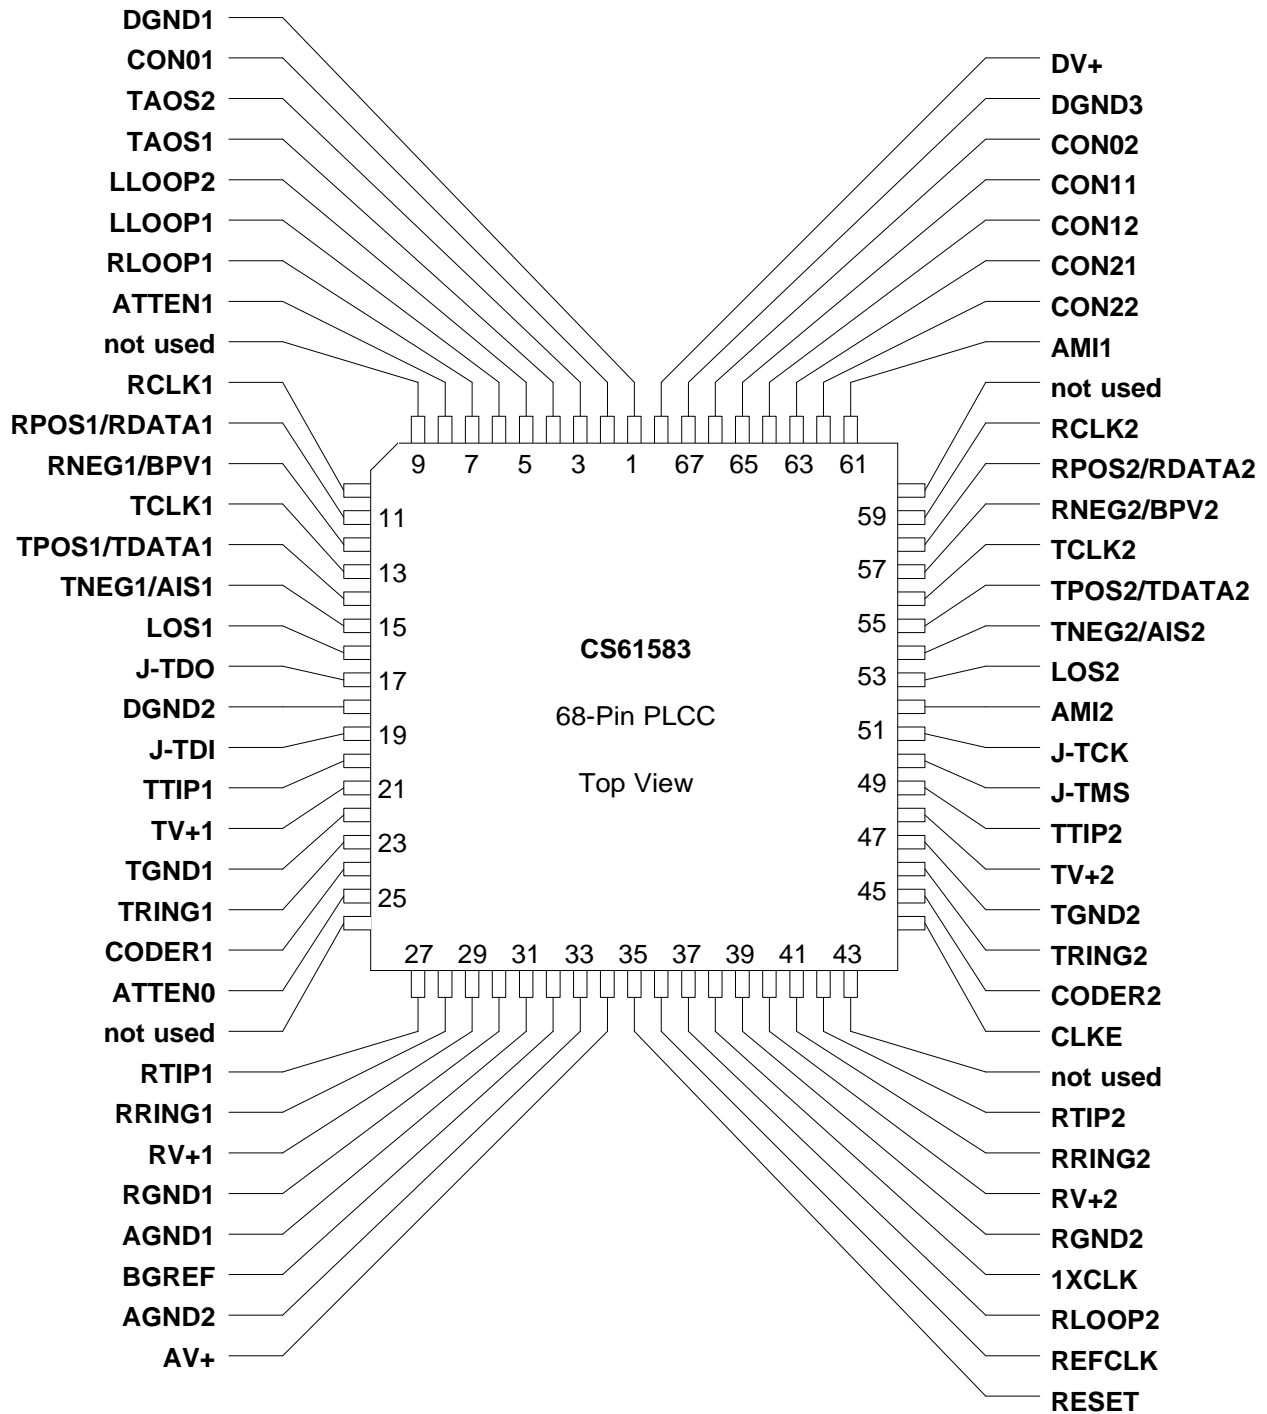 DGND1
CON01
TAOS2
TAOS1
LLOOP2
LLOOP1
RLOOP1
ATTEN1
not used
RCLK1
RPOS1/RDATA1
RNEG1/BPV1
TCLK1
TPOS1/TDATA1
TNEG1/AIS1
LOS1
J-TDO
DGND2
J-TDI
TTIP1
TV+1
TGND1
TRING1
CODER1
ATTEN0
not used
RTIP1
RRING1
RV+1
RGND1
AGND1
BGREF
AGND2
AV+
9 7 5 3 1 67 65 63 61
11
13
15
17
19
21
23
25
CS61583
68-Pin PLCC
Top View
59
57
55
53
51
49
47
45
27 29 31 33 35 37 39 41 43
DV+
DGND3
CON02
CON11
CON12
CON21
CON22
AMI1
not used
RCLK2
RPOS2/RDATA2
RNEG2/BPV2
TCLK2
TPOS2/TDATA2
TNEG2/AIS2
LOS2
AMI2
J-TCK
J-TMS
TTIP2
TV+2
TGND2
TRING2
CODER2
CLKE
not used
RTIP2
RRING2
RV+2
RGND2
1XCLK
RLOOP2
REFCLK
RESET